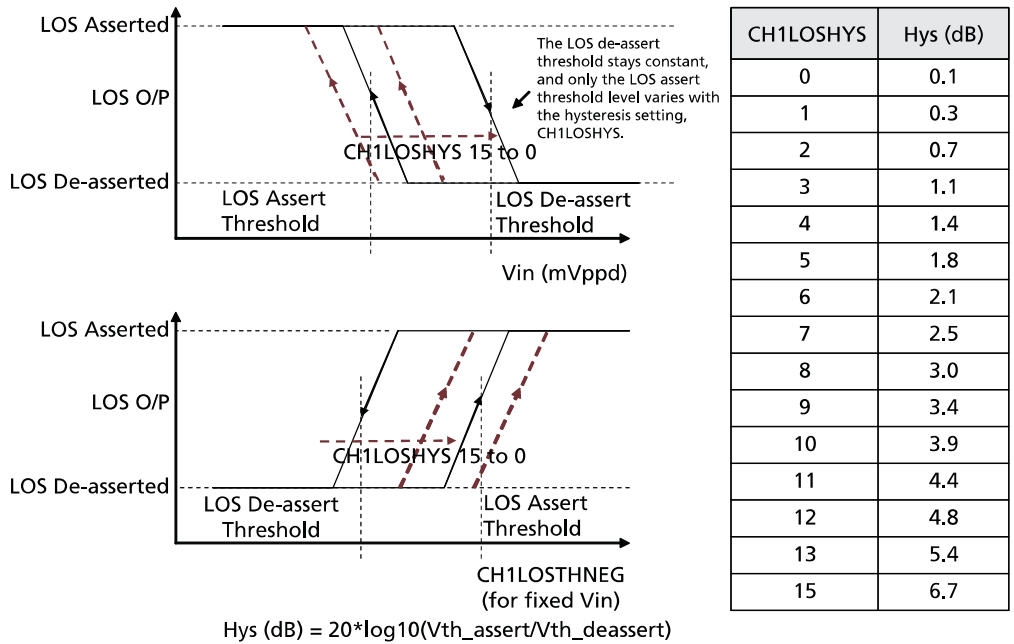 LOS Asserted
LOS O/P
LOS De-asserted
The LOS de-assert
threshold stays constant,
and only the LOS assert
threshold level varies with
the hysteresis setting,
CH1LOSHYS.
CH1LOSHYS 15 to 0
LOS Assert
Threshold
LOS De-assert
Threshold
Vin (mVppd)
LOS Asserted
LOS O/P
LOS De-asserted
CH1LOSHYS 15 to 0
LOS De-assert
Threshold
LOS Assert
Threshold
CH1LOSTHNEG
(for fixed Vin)
Hys (dB) = 20*log10(Vth_assert/Vth_deassert)
CH1LOSHYS Hys (dB)
0 0.1
1 0.3
2 0.7
3 1.1
4 1.4
5 1.8
6 2.1
7 2.5
8 3.0
9 3.4
10 3.9
11 4.4
12 4.8
13 5.4
15 6.7